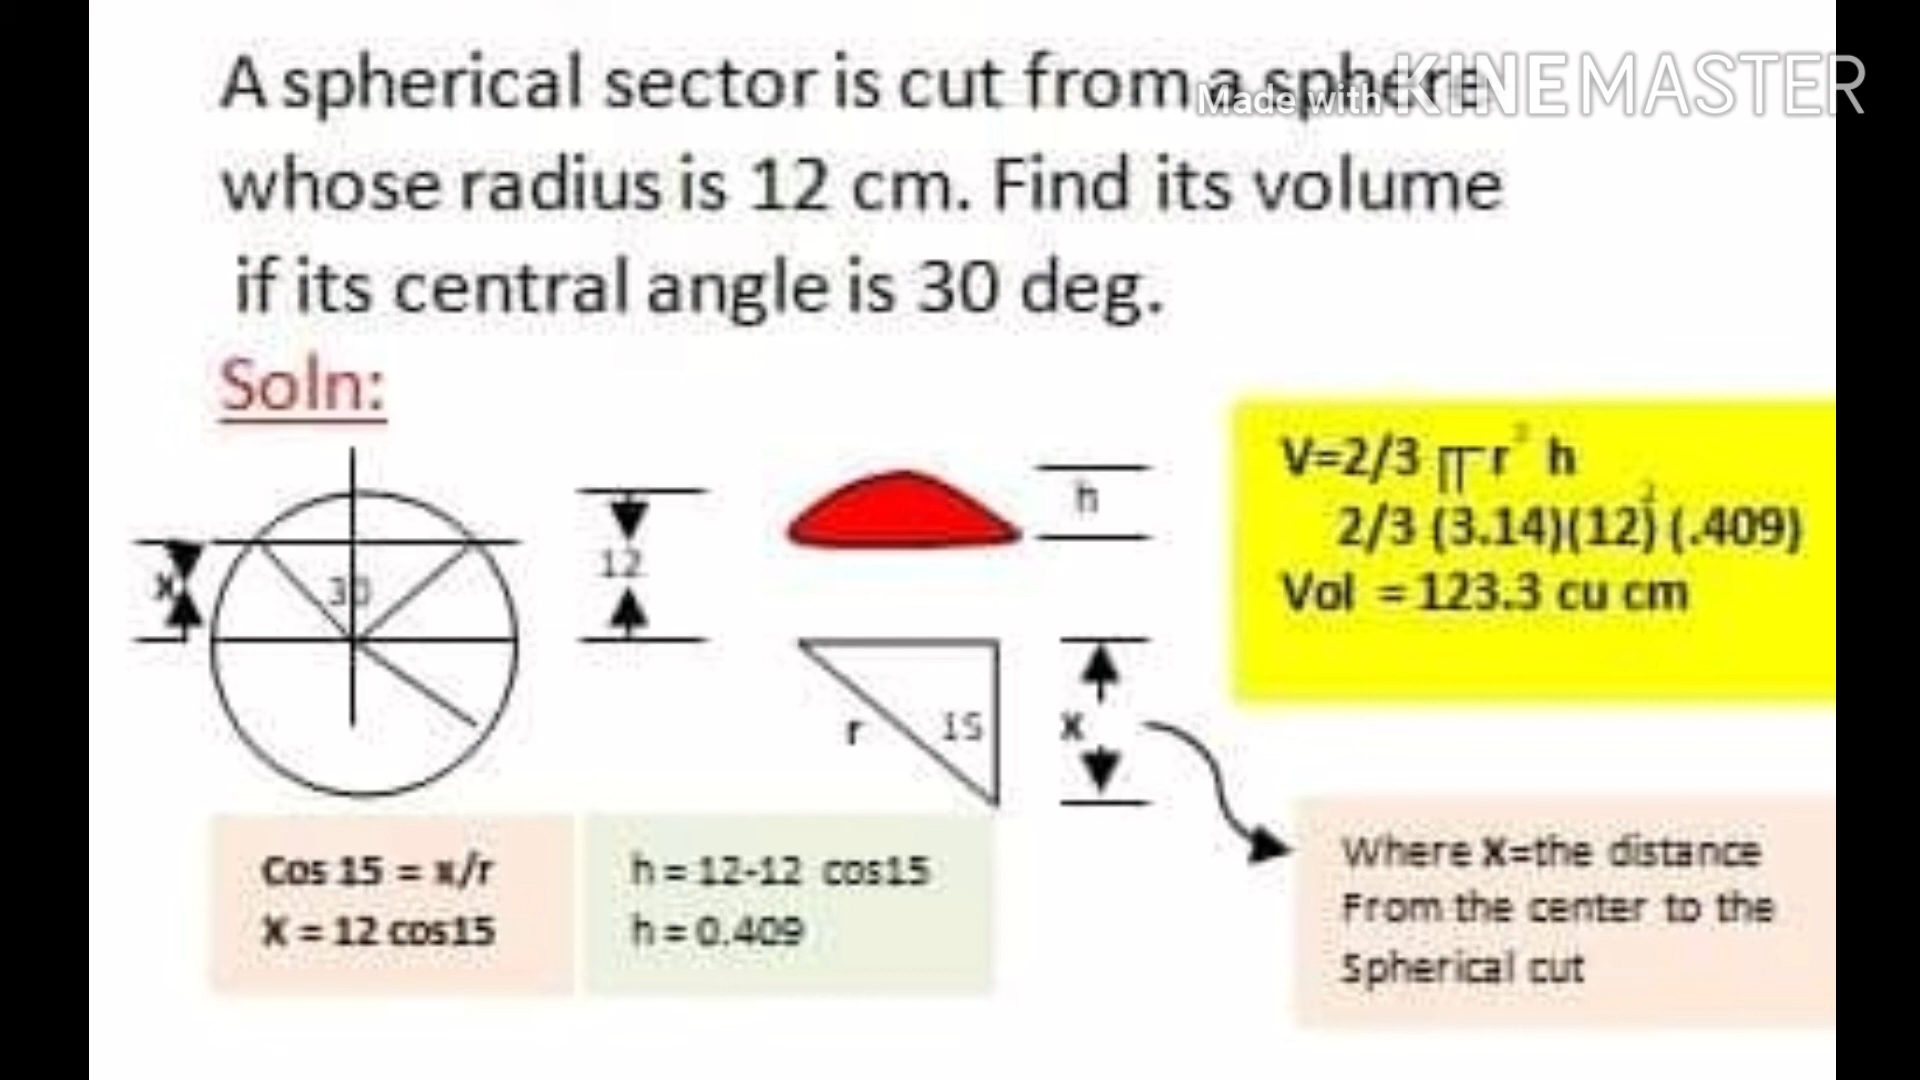 A spherical sector is cut from a sphere
Made with KINEMASTER
whose radius is 12 cm. Find its volume
if its central angle is 30 deg.
Soln:
V=2/3 ∏ r² h
2/3 (3.14)(12)² (.409)
Vol = 123.3 cu cm
h
12
X
30
r
15
X
Cos 15 = x/r
X = 12 cos15
h = 12-12 cos15
h = 0.409
Where X=the distance
From the center to the
Spherical cut